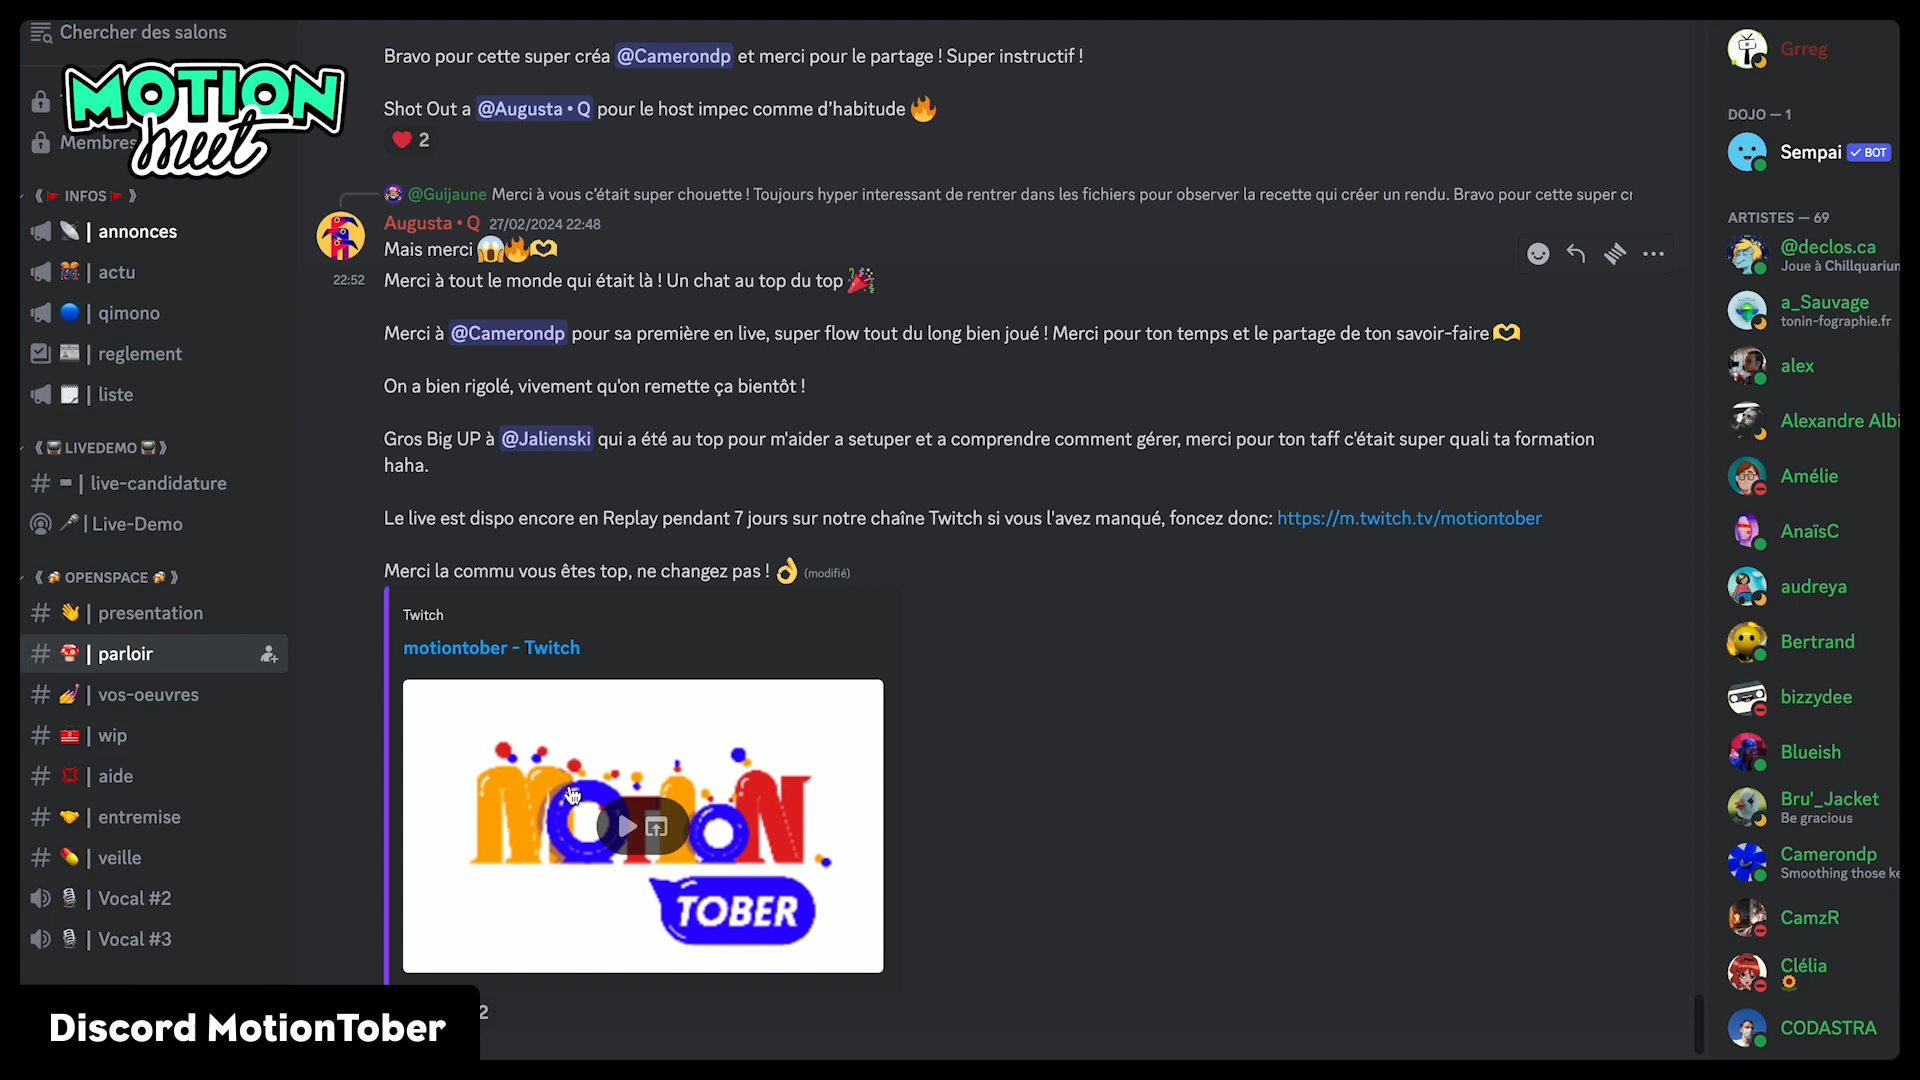 Chercher des salons
MOTION
meet
Membres
INFOS
annonces
actu
qimono
reglement
liste
LIVEDEMO
live-candidature
Live-Demo
OPENSPACE
presentation
parloir
vos-oeuvres
wip
aide
entremise
veille
Vocal #2
Vocal #3
Discord MotionTober
Bravo pour cette super créa @Camerondp et merci pour le partage ! Super instructif !
Shot Out a @Augusta • Q pour le host impec comme d'habitude
2
@Guijaune Merci à vous c'était super chouette ! Toujours hyper interessant de rentrer dans les fichiers pour observer la recette qui créer un rendu. Bravo pour cette super cr
Augusta • Q 27/02/2024 22:48
Mais merci
22:52 Merci à tout le monde qui était là ! Un chat au top du top
Merci à @Camerondp pour sa première en live, super flow tout du long bien joué ! Merci pour ton temps et le partage de ton savoir-faire
On a bien rigolé, vivement qu'on remette ça bientôt !
Gros Big UP à @Jalienski qui a été au top pour m'aider a setuper et a comprendre comment gérer, merci pour ton taff c'était super quali ta formation
haha.
Le live est dispo encore en Replay pendant 7 jours sur notre chaîne Twitch si vous l'avez manqué, foncez donc: https://m.twitch.tv/motiontober
Merci la commu vous êtes top, ne changez pas ! (modifié)
Twitch
motiontober - Twitch
MOTION
TOBER
2
Grreg
DOJO — 1
Sempai BOT
ARTISTES — 69
@declos.ca
Joue à Chillquarium
a_Sauvage
tonin-fographie.fr
alex
Alexandre Albi
Amélie
AnaïsC
audreya
Bertrand
bizzydee
Blueish
Bru'_Jacket
Be gracious
Camerondp
Smoothing those ke
CamzR
Clélia
CODASTRA